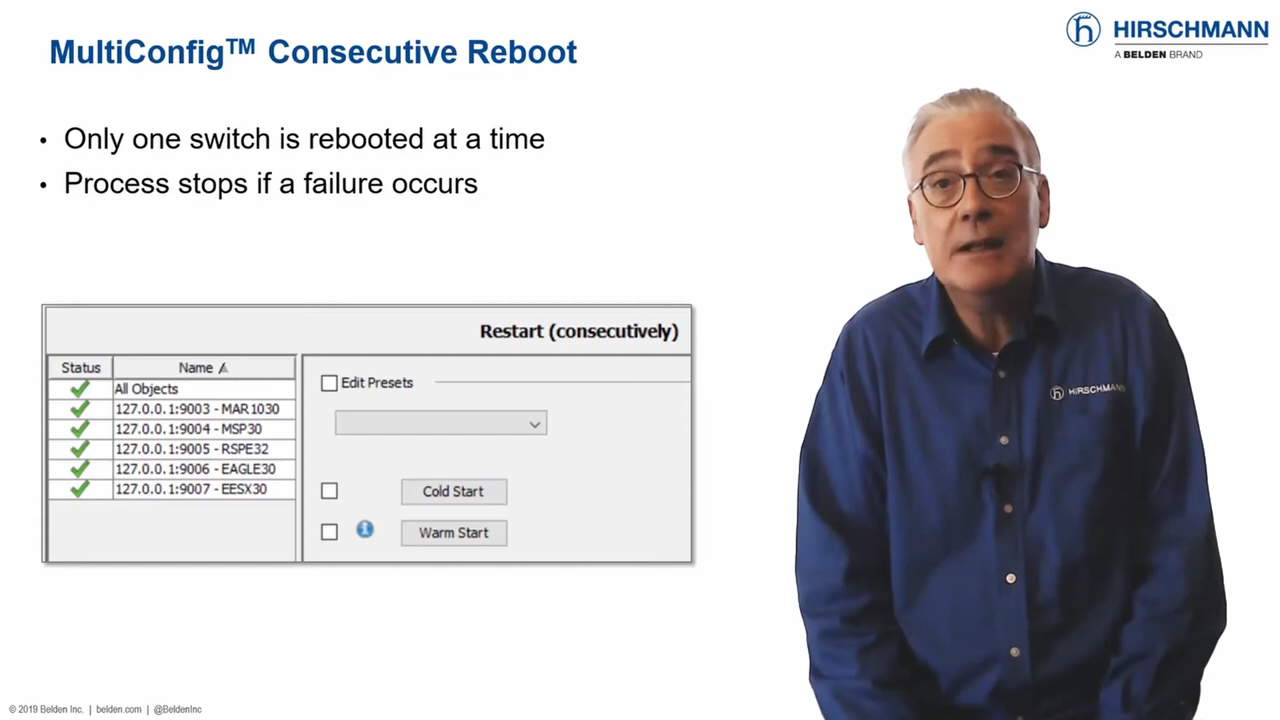 MultiConfig™ Consecutive Reboot
HIRSCHMANN
A BELDEN BRAND
• Only one switch is rebooted at a time
• Process stops if a failure occurs
Restart (consecutively)
Status Name
All Objects
127.0.0.1:9003 - MAR1030
127.0.0.1:9004 - MSP30
127.0.0.1:9005 - RSPE32
127.0.0.1:9006 - EAGLE30
127.0.0.1:9007 - EESX30
Edit Presets
Cold Start
Warm Start
HIRSCHMANN
© 2019 Belden Inc. | belden.com | @BeldenInc